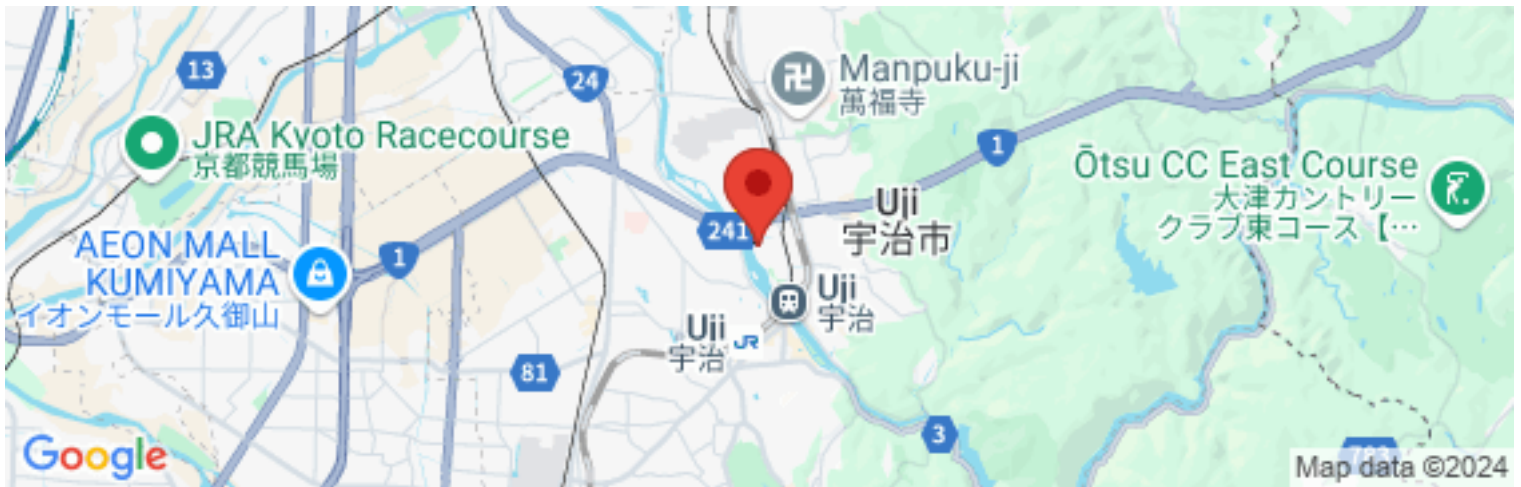 13
24
Manpuku-ji
萬福寺
JRA Kyoto Racecourse
京都競馬場
1
Ōtsu CC East Course
大津カントリー
クラブ東コース【…
Uji
宇治市
241
AEON MALL
KUMIYAMA
イオンモール久御山
1
Uji
宇治
Uji
宇治
JR
81
3
783
Google
Map data ©2024